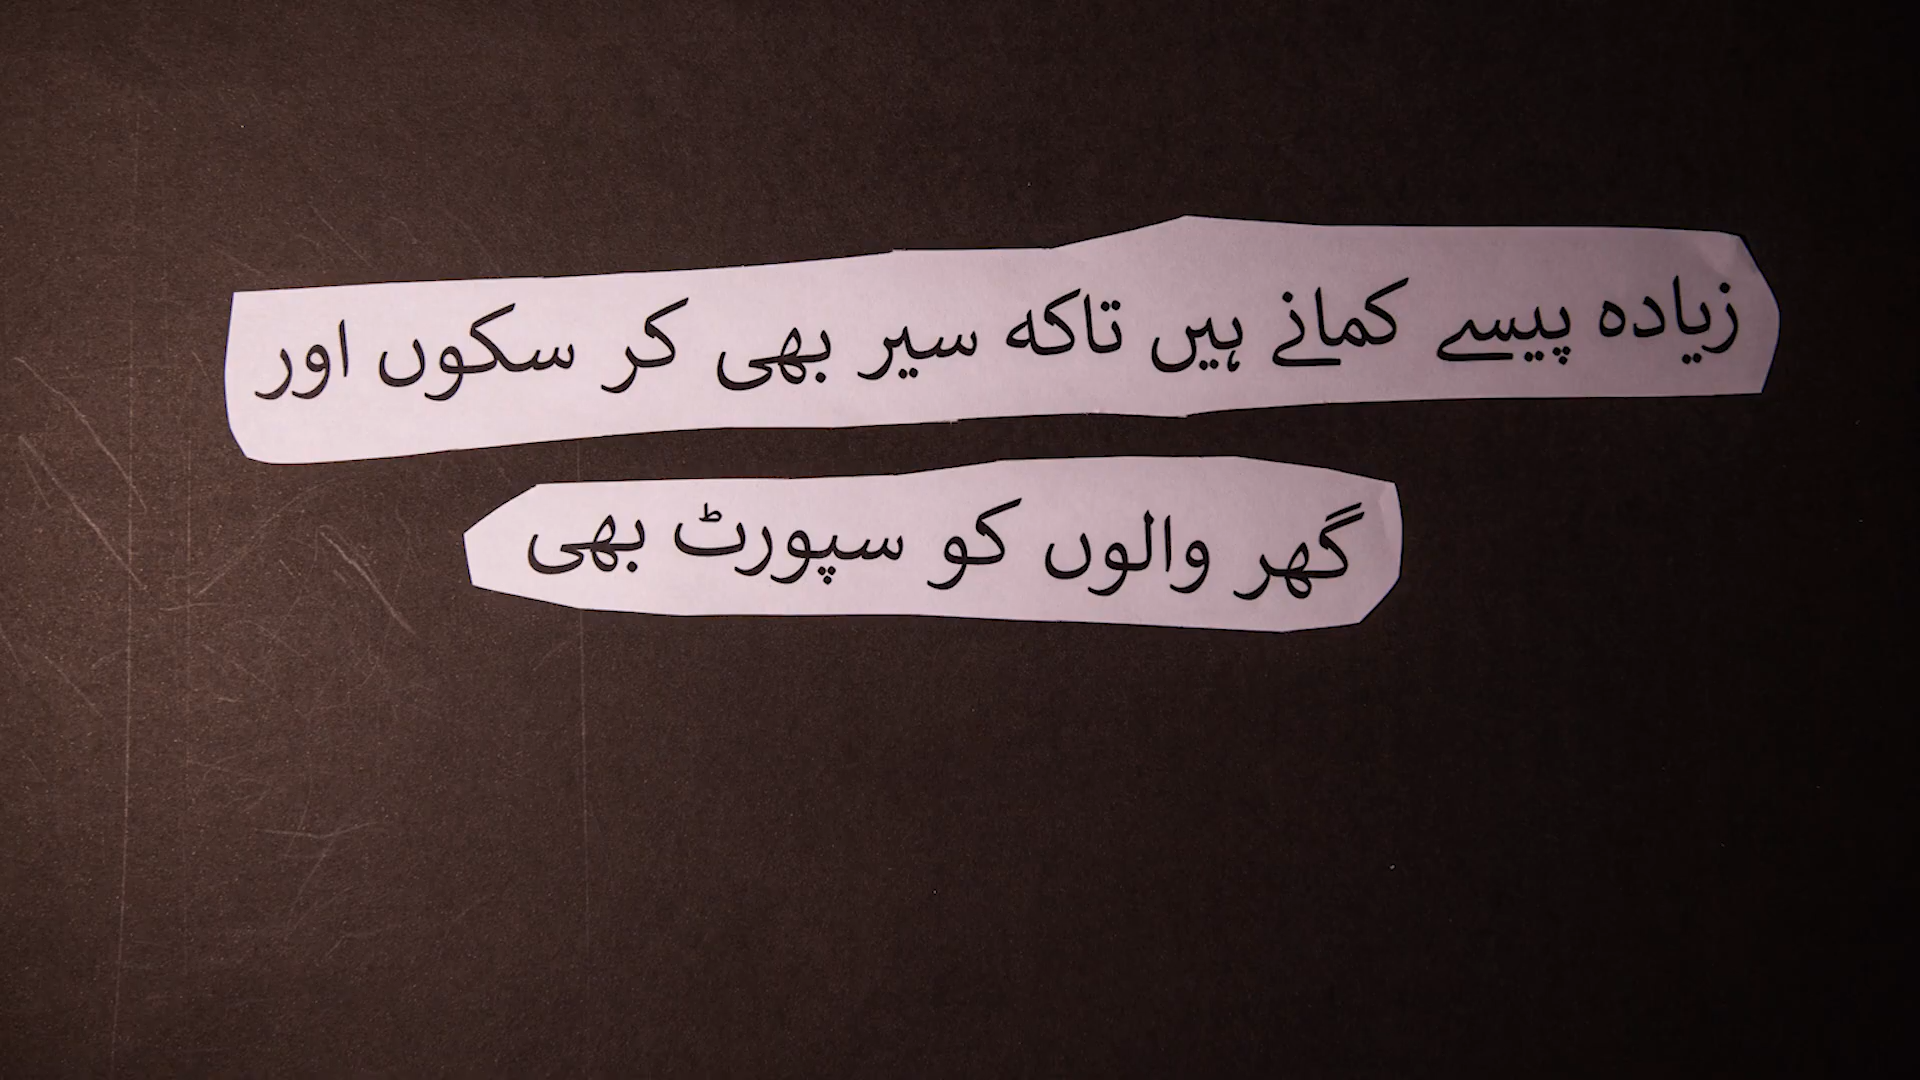 زیادہ پیسے کمانے ہیں تاکہ سیر بھی کر سکوں اور
گھر والوں کو سپورٹ بھی